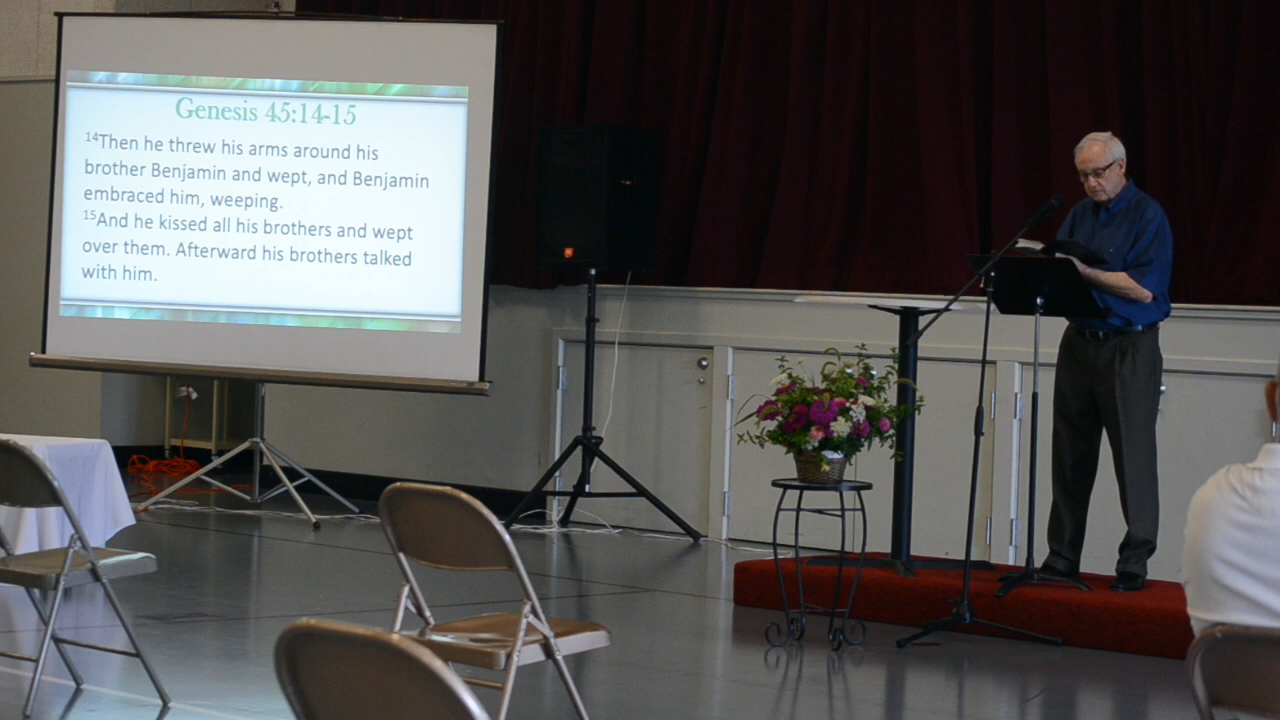 Genesis 45:14-15
14Then he threw his arms around his
brother Benjamin and wept, and Benjamin
embraced him, weeping.
15And he kissed all his brothers and wept
over them. Afterward his brothers talked
with him.